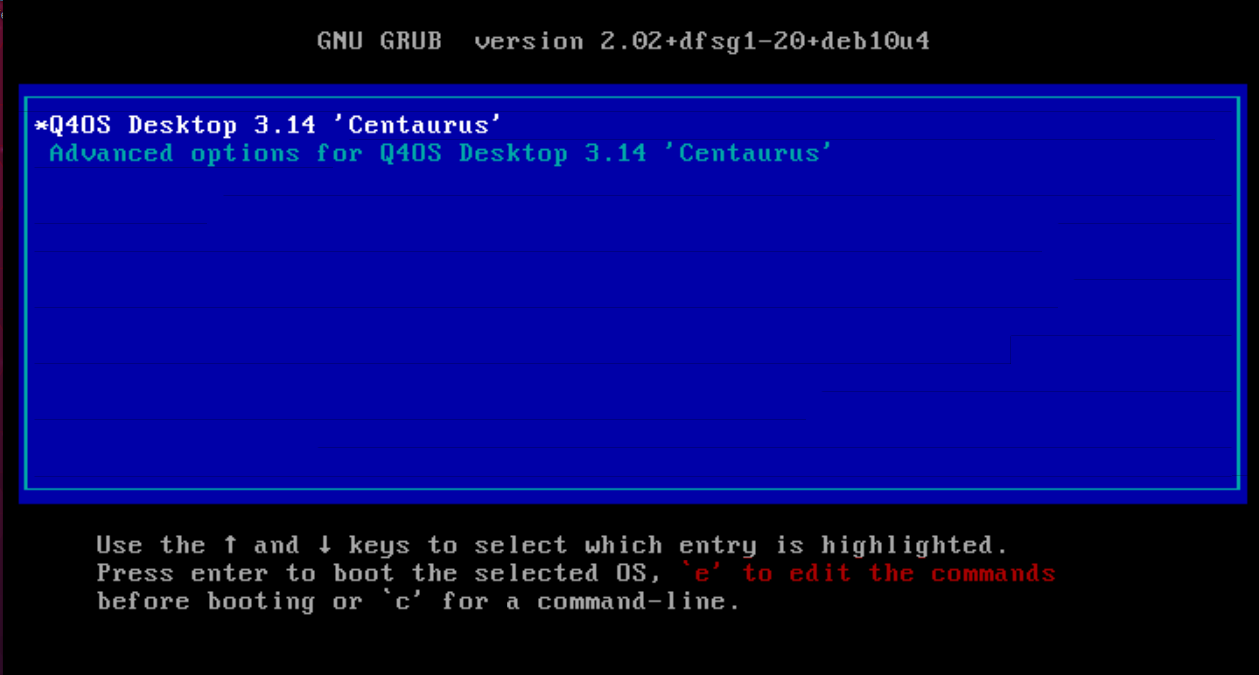 GNU GRUB  version 2.02+dfsg1-20+deb10u4
*Q4OS Desktop 3.14 'Centaurus'
Advanced options for Q4OS Desktop 3.14 'Centaurus'
Use the ↑ and ↓ keys to select which entry is highlighted.
Press enter to boot the selected OS, `e' to edit the commands
before booting or `c' for a command-line.